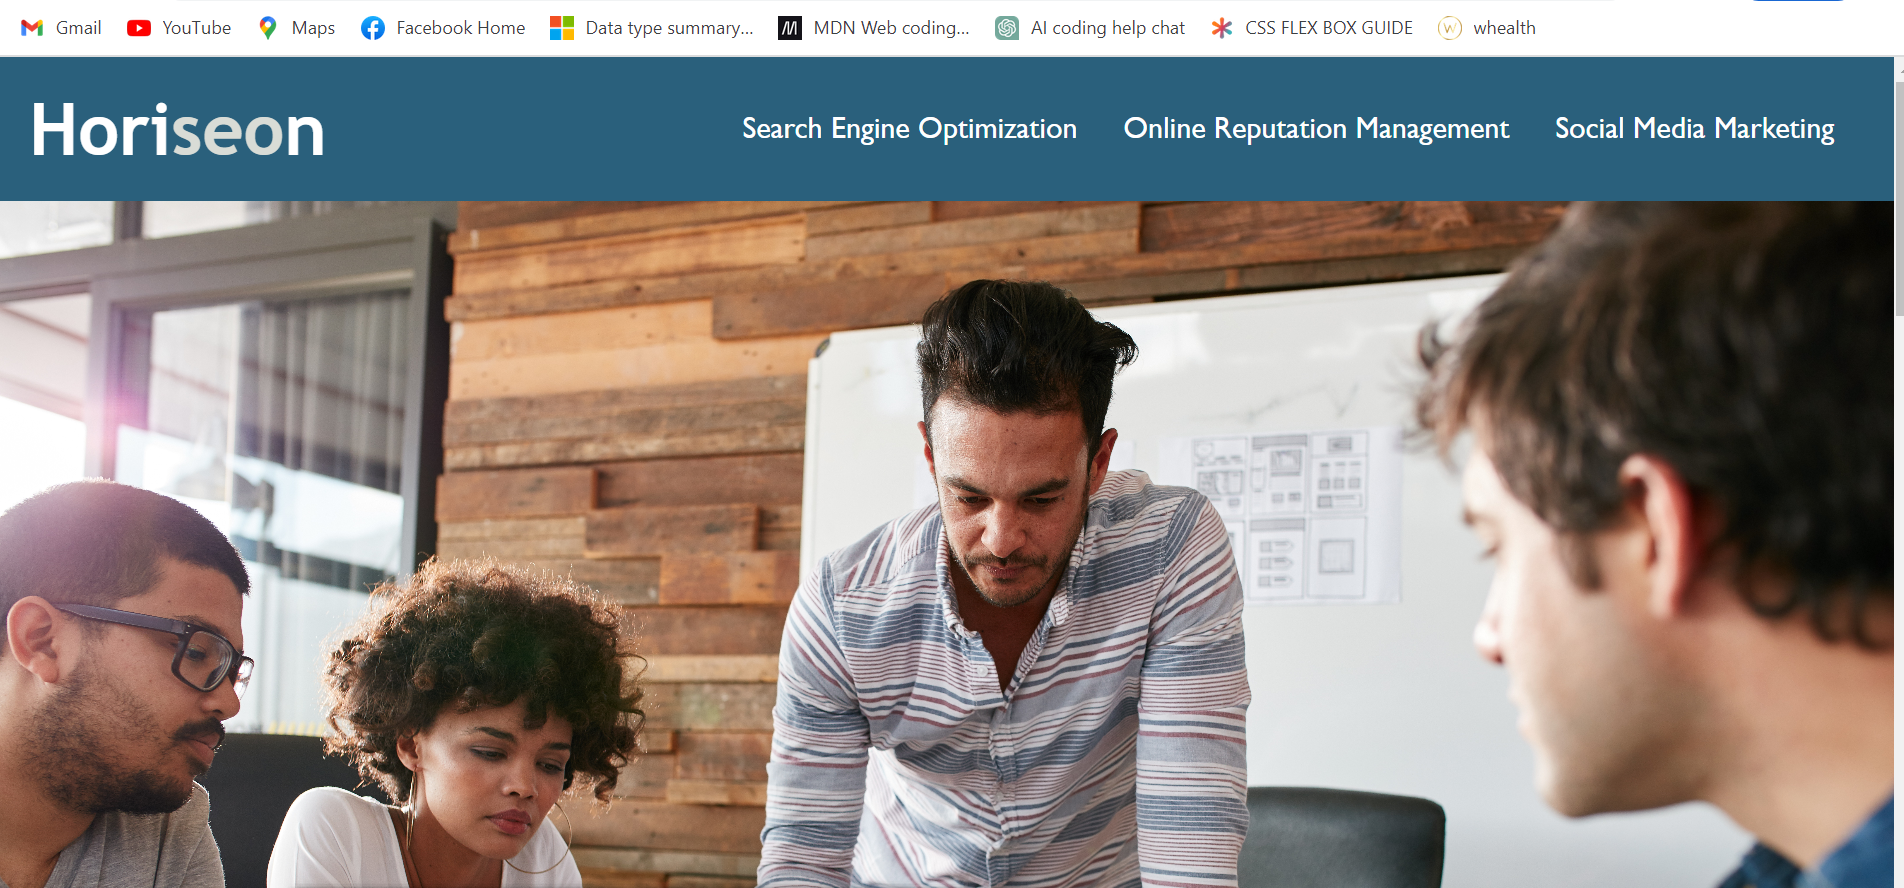 Gmail YouTube Maps Facebook Home Data type summary... MDN Web coding... AI coding help chat CSS FLEX BOX GUIDE whealth
Horiseon Search Engine Optimization Online Reputation Management Social Media Marketing